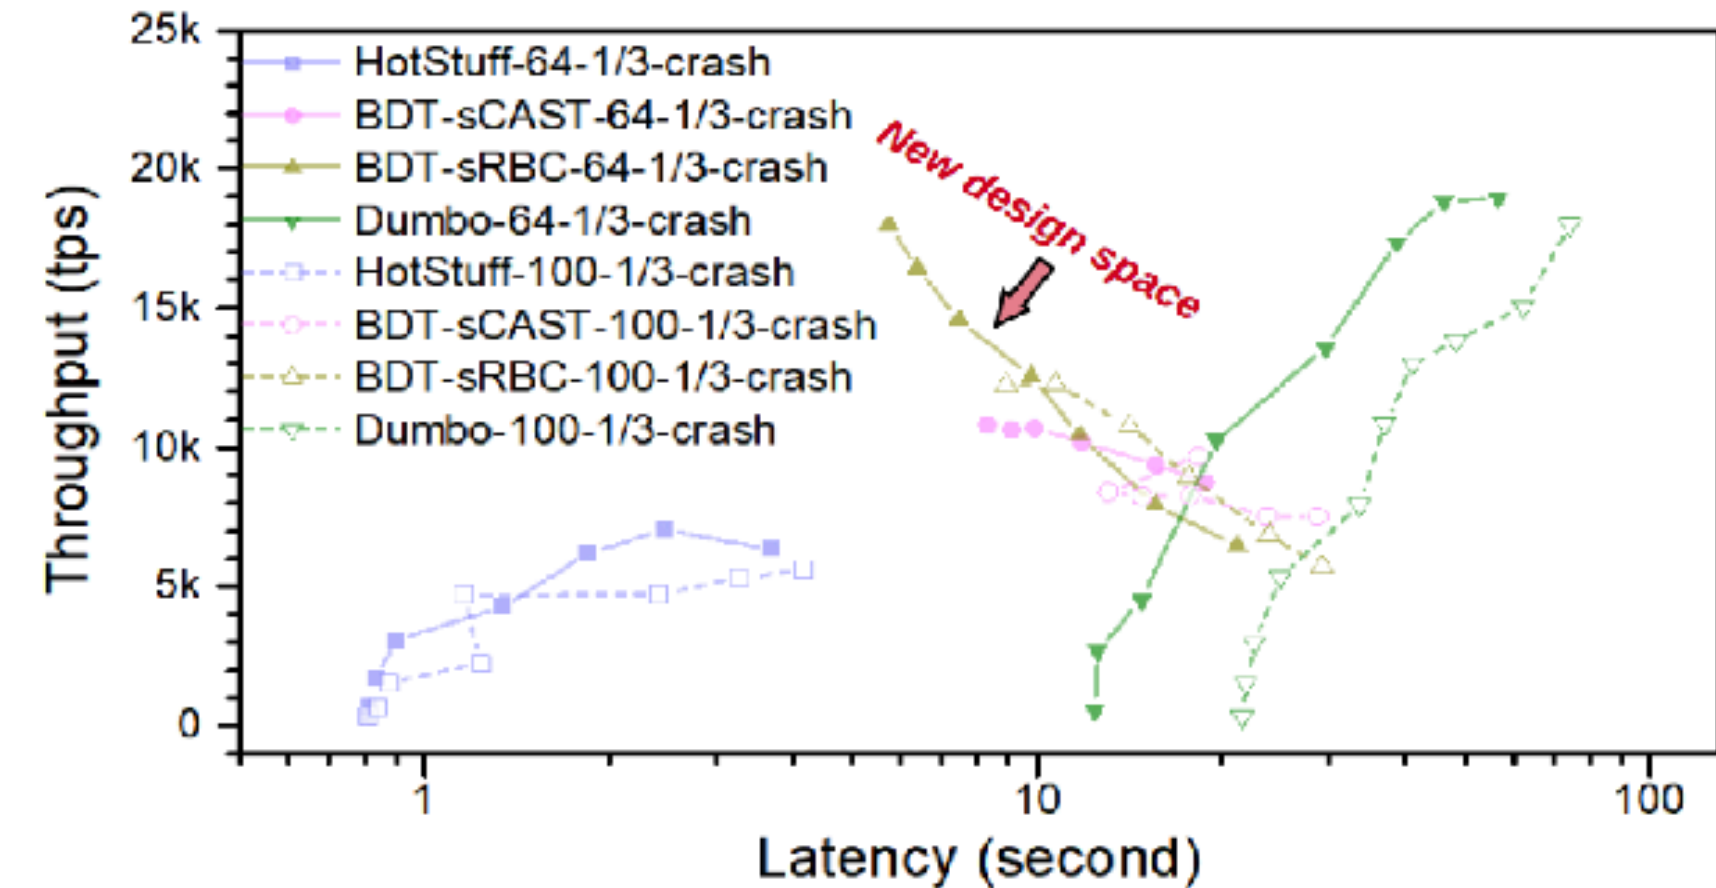 25k
20k
15k
10k
5k
0
Throughput (tps)
HotStuff-64-1/3-crash
BDT-sCAST-64-1/3-crash
BDT-sRBC-64-1/3-crash
Dumbo-64-1/3-crash
HotStuff-100-1/3-crash
BDT-sCAST-100-1/3-crash
BDT-sRBC-100-1/3-crash
Dumbo-100-1/3-crash
New design space
1
10
100
Latency (second)